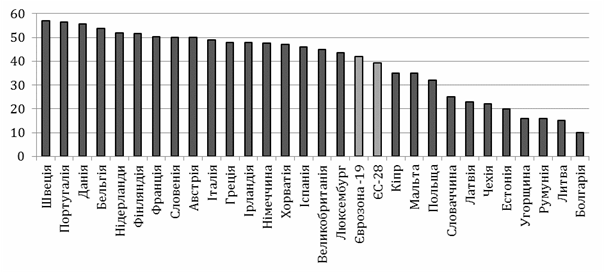 60
50
40
30
20
10
0
Швеція
Португалія
Данія
Бельгія
Нідерланди
Фінляндія
Франція
Словенія
Австрія
Італія
Греція
Ірландія
Німеччина
Хорватія
Іспанія
Великобританія
Люксембург
Єврозона-19
ЄС-28
Кіпр
Мальта
Польща
Словаччина
Латвія
Чехія
Естонія
Угорщина
Румунія
Литва
Болгарія